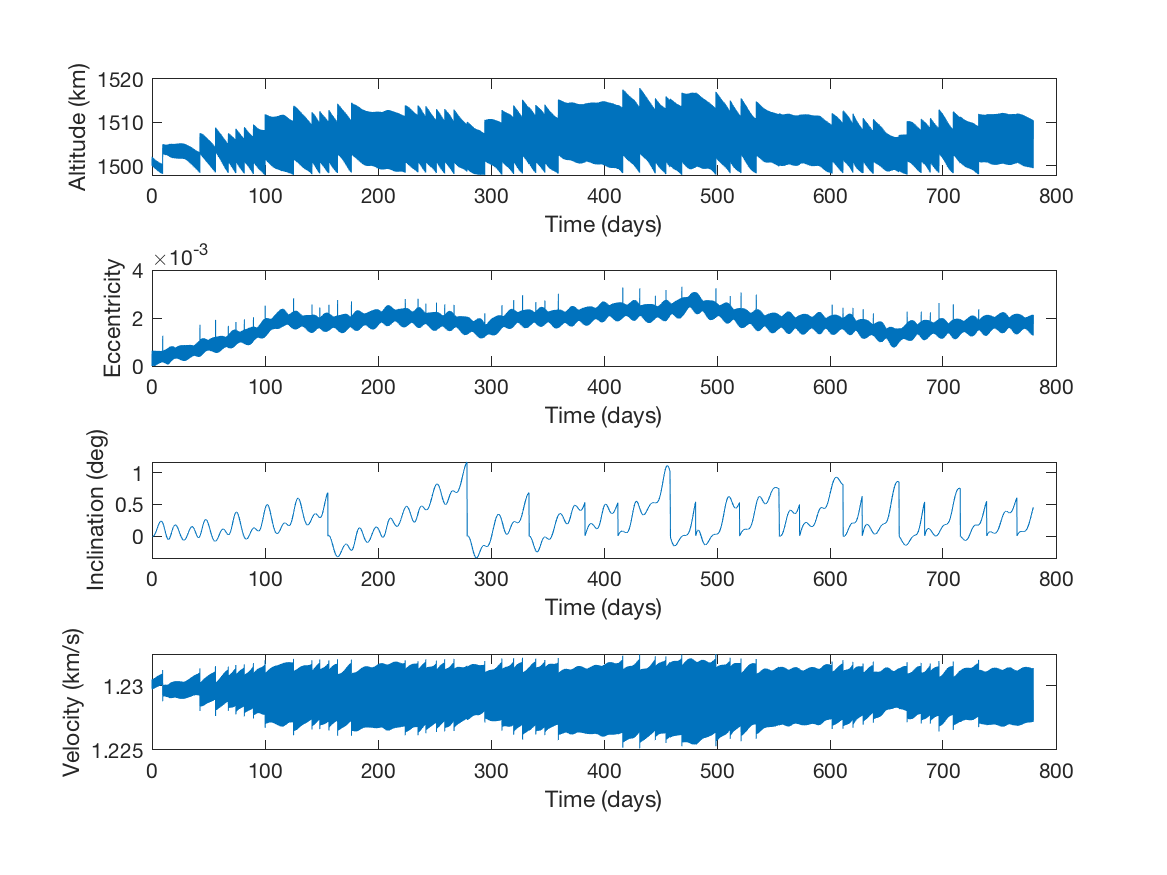 Altitude (km)
1520
1510
1500
0 100 200 300 400 500 600 700 800
Time (days)
×10-3
Eccentricity
4
2
0
0 100 200 300 400 500 600 700 800
Time (days)
Inclination (deg)
1
0.5
0
0 100 200 300 400 500 600 700 800
Time (days)
Velocity (km/s)
1.23
1.225
0 100 200 300 400 500 600 700 800
Time (days)